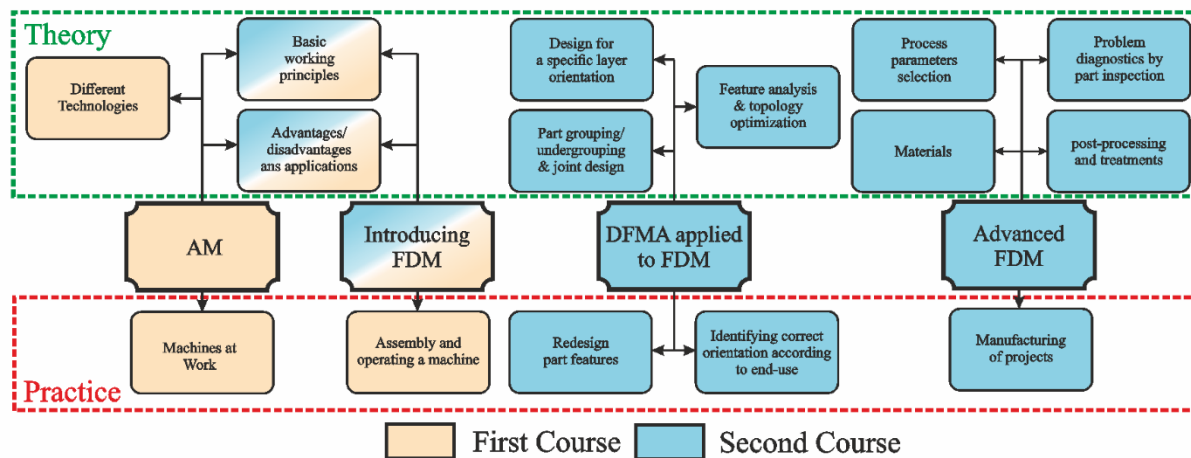 Theory
Different
Technologies
Basic
working
principles
Advantages/
disadvantages
ans applications
Design for
a specific layer
orientation
Part grouping/
undergrouping
& joint design
Feature analysis
& topology
optimization
Process
parameters
selection
Materials
Problem
diagnostics by
part inspection
post-processing
and treatments
AM
Introducing
FDM
DFMA applied
to FDM
Advanced
FDM
Machines at
Work
Assembly and
operating a machine
Redesign
part features
Identifying correct
orientation according
to end-use
Manufacturing
of projects
Practice
First Course
Second Course